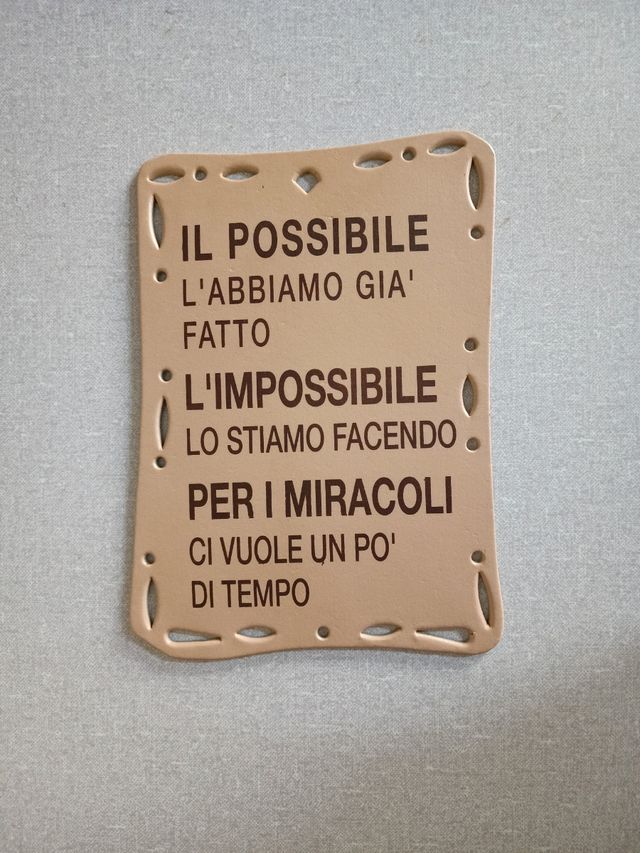 IL POSSIBILE
L'ABBIAMO GIA'
FATTO
L'IMPOSSIBILE
LO STIAMO FACENDO
PER I MIRACOLI
CI VUOLE UN PO'
DI TEMPO